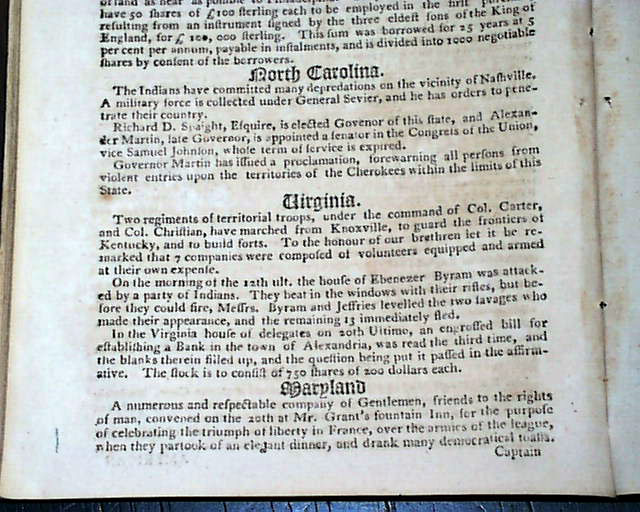 of land as near as possible to
have 50 shares of £100 sterling each to be employed in the first
resulting from an instrument signed by the three eldest sons of the King of
England, for £ 100, 000 sterling. This sum was borrowed for 25 years at 5
per cent per annum, payable in instalments, and is divided into 1000 negotiable
shares by consent of the borrowers.
North Carolina.
The Indians have committed many depredations on the vicinity of Nashville.
A military force is collected under General Sevier, and he has orders to pene-
trate their country.
Richard D. Spaight, Esquire, is elected Govenor of this state, and Alexan-
der Martin, late Governor, is appointed a senator in the Congress of the Union,
vice Samuel Johnson, whose term of service is expired.
Governor Martin has issued a proclamation, forewarning all persons from
violent entries upon the territories of the Cherokees within the limits of this
State.
Virginia.
Two regiments of territorial troops, under the command of Col. Carter,
and Col. Christian, have marched from Knoxville, to guard the frontiers of
Kentucky, and to build forts. To the honour of our brethren let it be re-
marked that 7 companies were composed of volunteers equipped and armed
at their own expense.
On the morning of the 12th ult. the house of Ebenezer Byram was attack-
ed by a party of Indians. They beat in the windows with their rifles, but be-
fore they could fire, Messrs. Byram and Jeffries levelled the two savages who
made their appearance, and the remaining 13 immediately fled.
In the Virginia house of delegates on 20th Ultimo, an engrossed bill for
establishing a Bank in the town of Alexandria, was read the third time, and
the blanks therein filled up, and the question being put it passed in the affirm-
ative. The stock is to consist of 750 shares of 200 dollars each.
Maryland
A numerous and respectable company of Gentlemen, friends to the rights
of man, convened on the 20th at Mr. Grant's fountain Inn, for the purpose
of celebrating the triumph of liberty in France, over the armies of the league,
when they partook of an elegant dinner, and drank many democratical toasts.
Captain